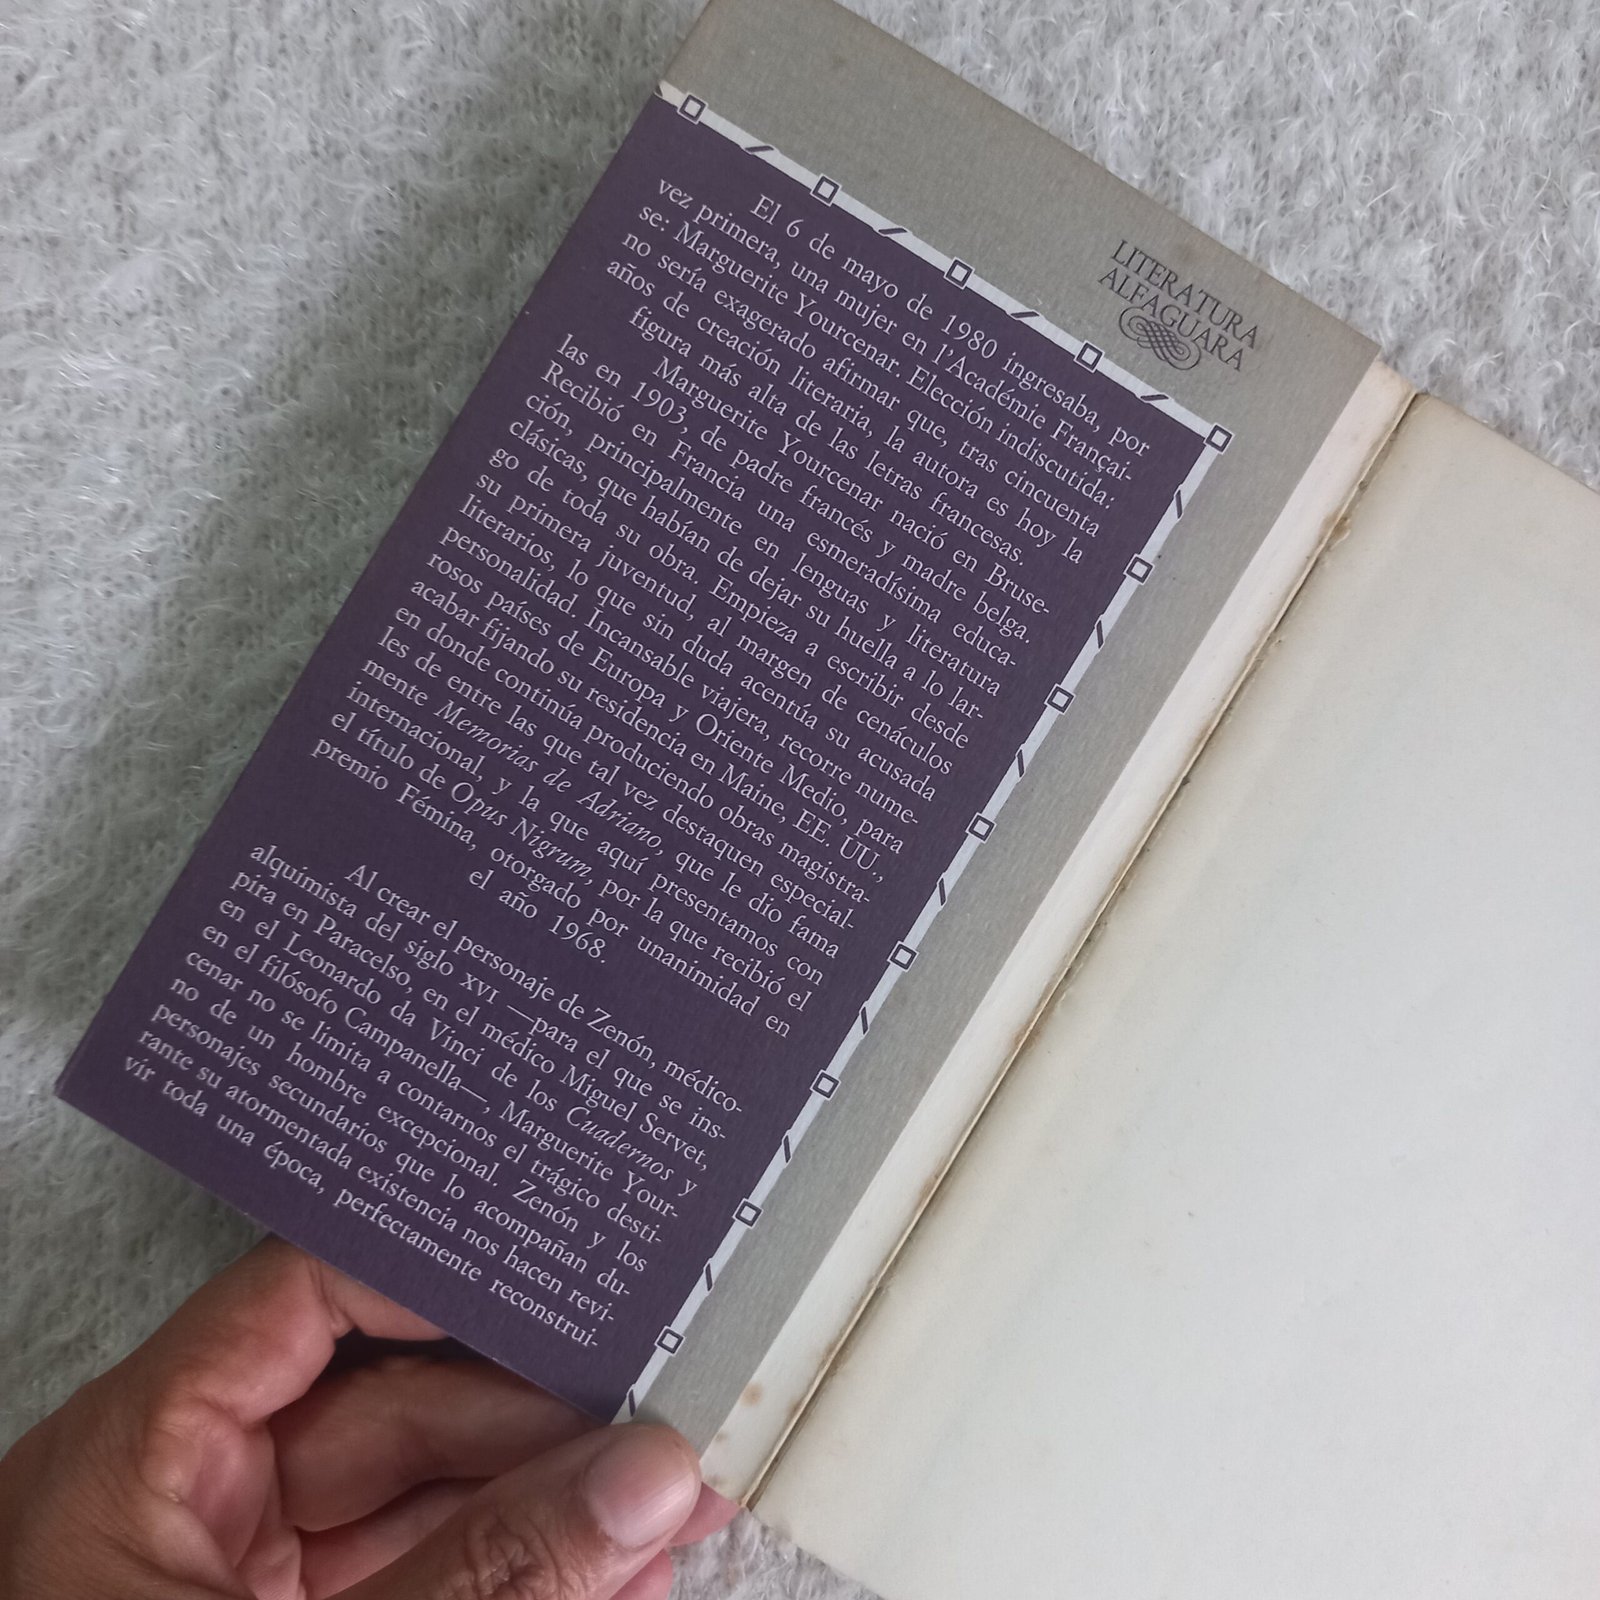 LITERATURA
ALFAGUARA
El 6 de mayo de 1980 ingresaba, por
vez primera, una mujer en l'Académie Françai-
se: Marguerite Yourcenar. Elección indiscutida:
no sería exagerado afirmar que, tras cincuenta
años de creación literaria, la autora es hoy la
figura más alta de las letras francesas.
Marguerite Yourcenar nació en Bruse-
las en 1903, de padre francés y madre belga.
Recibió en Francia una esmeradísima educa-
ción, principalmente en lenguas y literatura
clásicas, que habían de dejar su huella a lo lar-
go de toda su obra. Empieza a escribir desde
su primera juventud, al margen de cenáculos
literarios, lo que sin duda acentúa su acusada
personalidad. Incansable viajera, recorre nume-
rosos países de Europa y Oriente Medio, para
acabar fijando su residencia en Maine, EE. UU.,
en donde continúa produciendo obras magistra-
les de entre las que tal vez destaquen especial-
mente Memorias de Adriano, que le dio fama
internacional, y la que aquí presentamos con
el título de Opus Nigrum, por la que recibió el
premio Fémina, otorgado por unanimidad en
el año 1968.
Al crear el personaje de Zenón, médico-
alquimista del siglo XVI —para el que se ins-
pira en Paracelso, en el médico Miguel Servet,
en el Leonardo da Vinci de los Cuadernos y
en el filósofo Campanella—, Marguerite Your-
cenar no se limita a contarnos el trágico desti-
no de un hombre excepcional. Zenón y los
personajes secundarios que lo acompañan du-
rante su atormentada existencia nos hacen revi-
vir toda una época, perfectamente reconstrui-